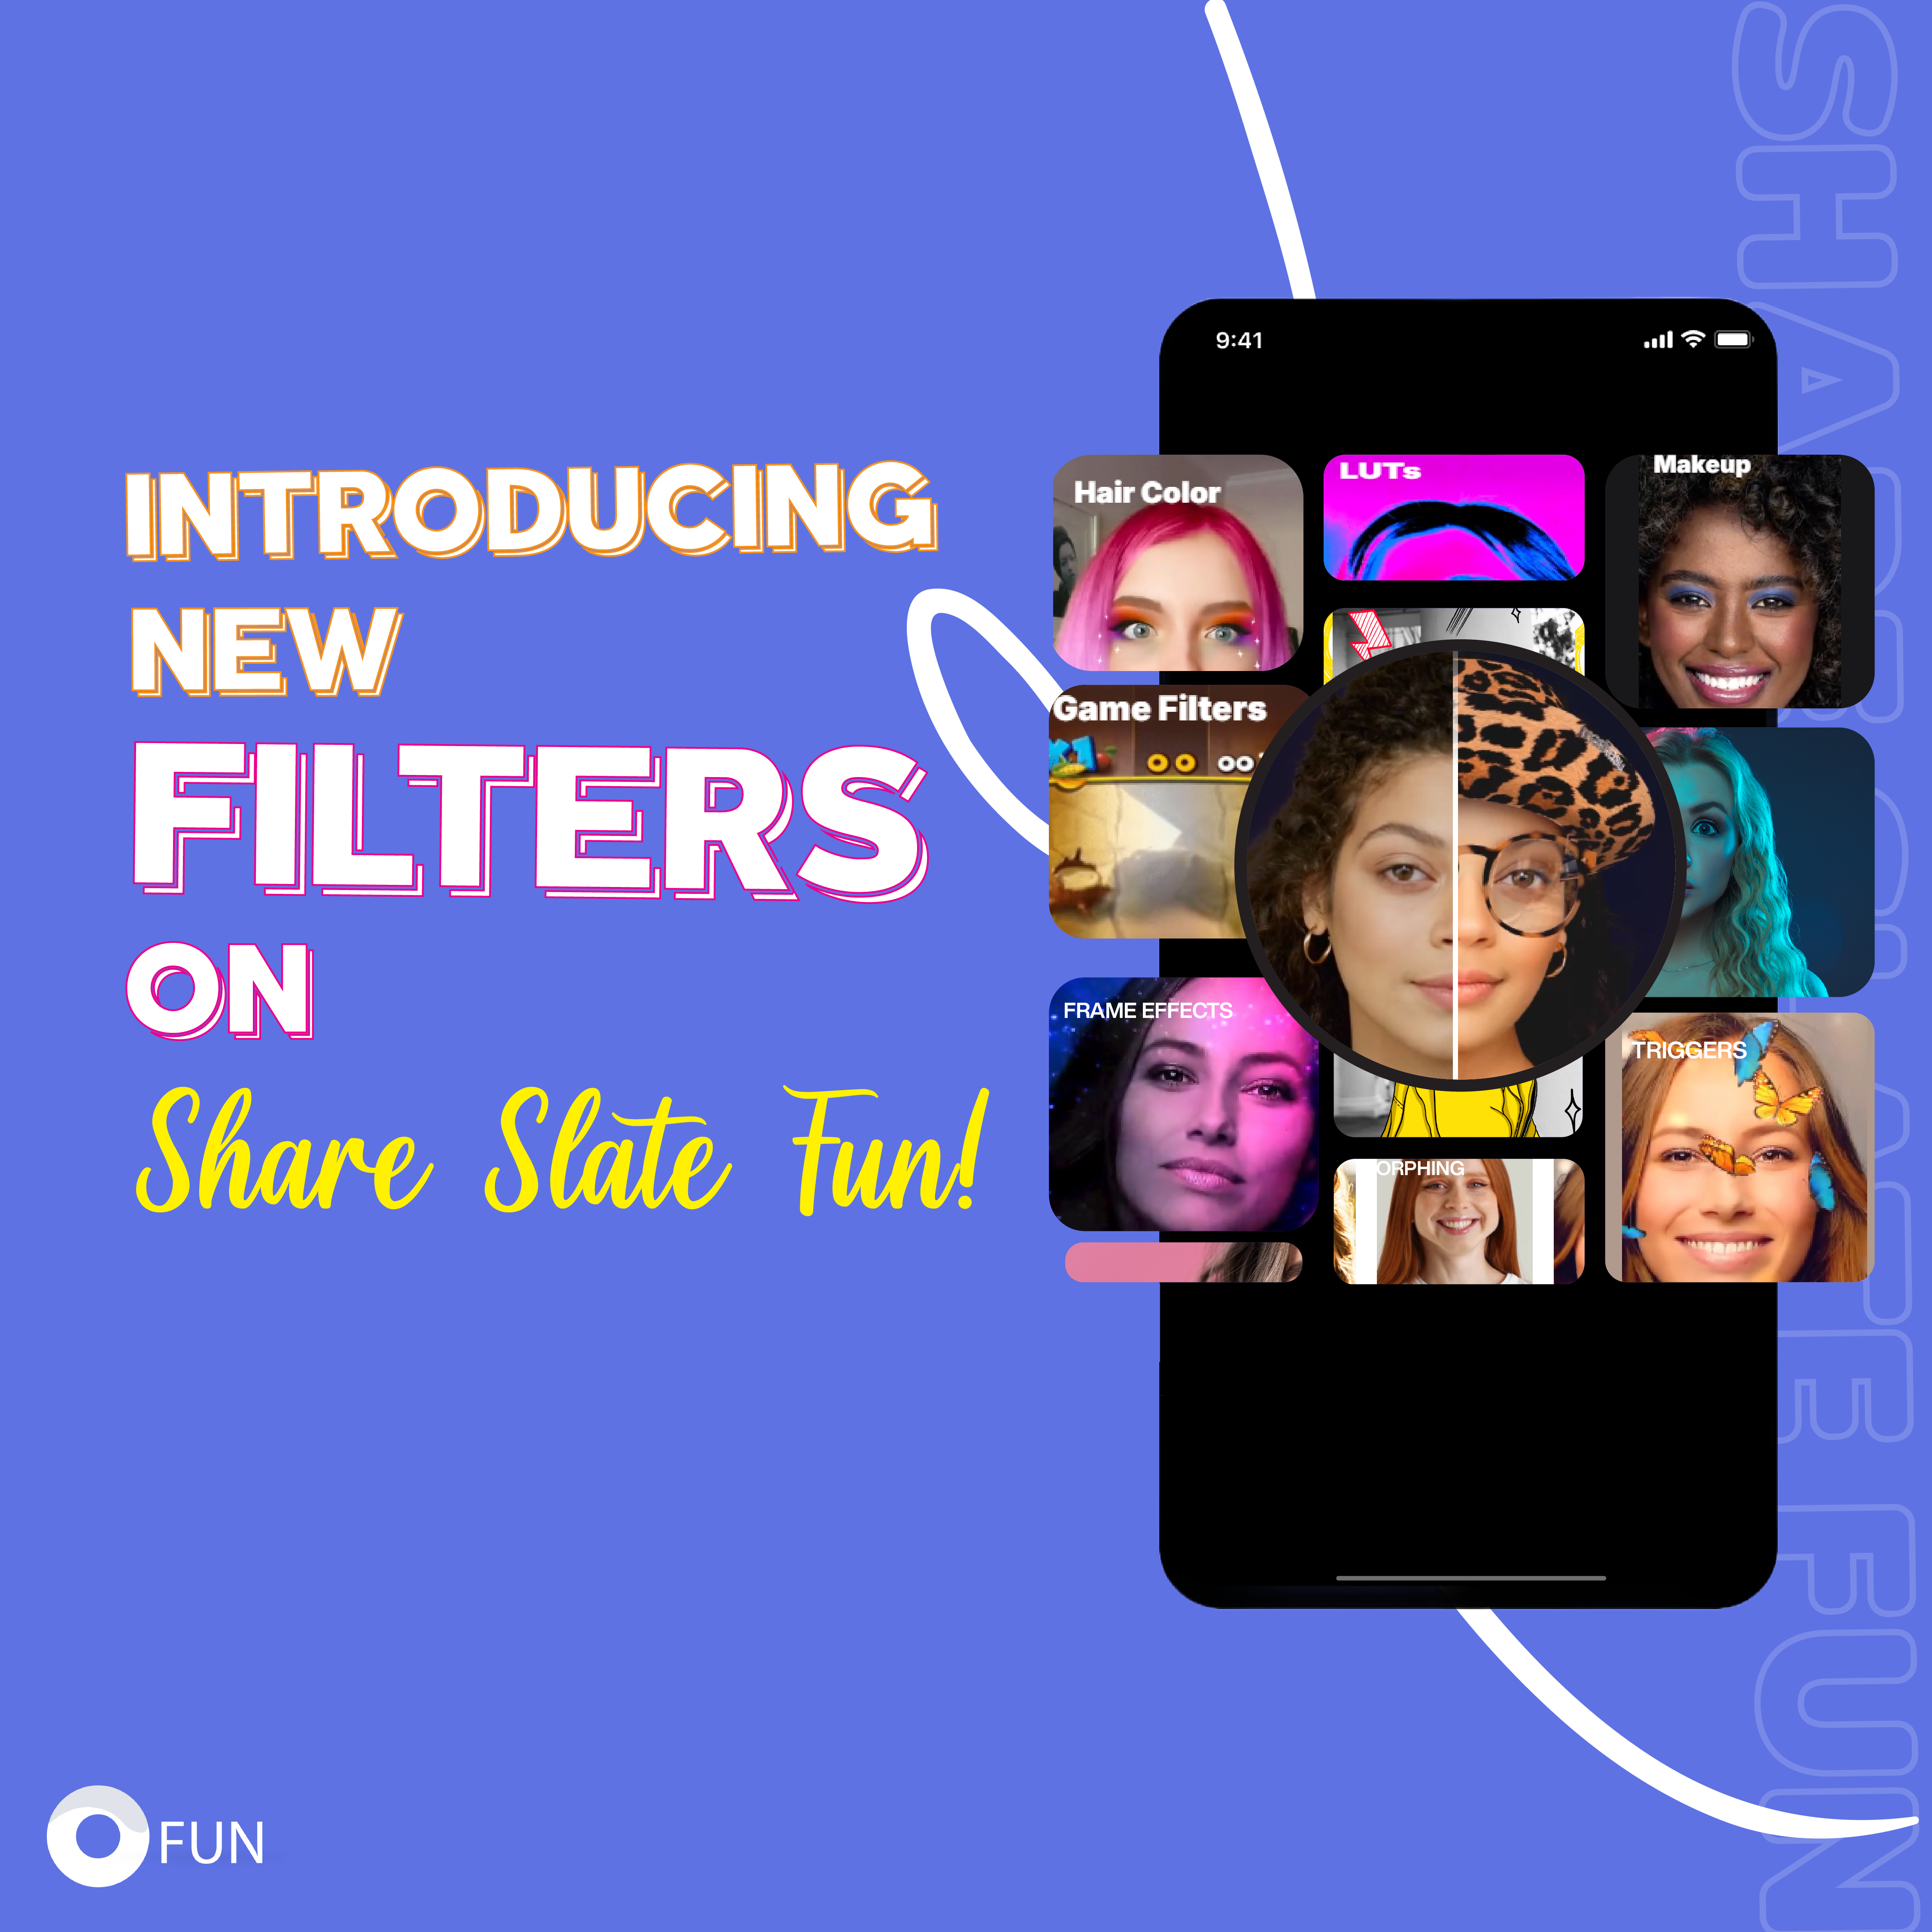 INTRODUCING
NEW
FILTERS
ON
Share Slate Fun!
9:41
Hair Color
LUTs
Makeup
Game Filters
x1
FRAME EFFECTS
TRIGGERS
ORPHING
FUN
SHARE SLATE FUN